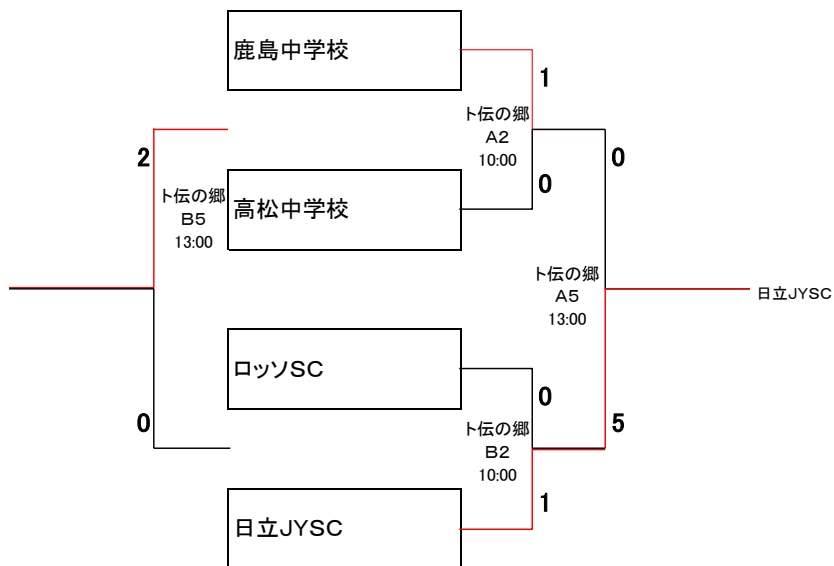 鹿島中学校
1
ト伝の郷
A2
10:00
2
0
ト伝の郷
B5
13:00
高松中学校
0
ト伝の郷
A5
13:00
日立JYSC
ロッソSC
0
0
5
ト伝の郷
B2
10:00
1
日立JYSC